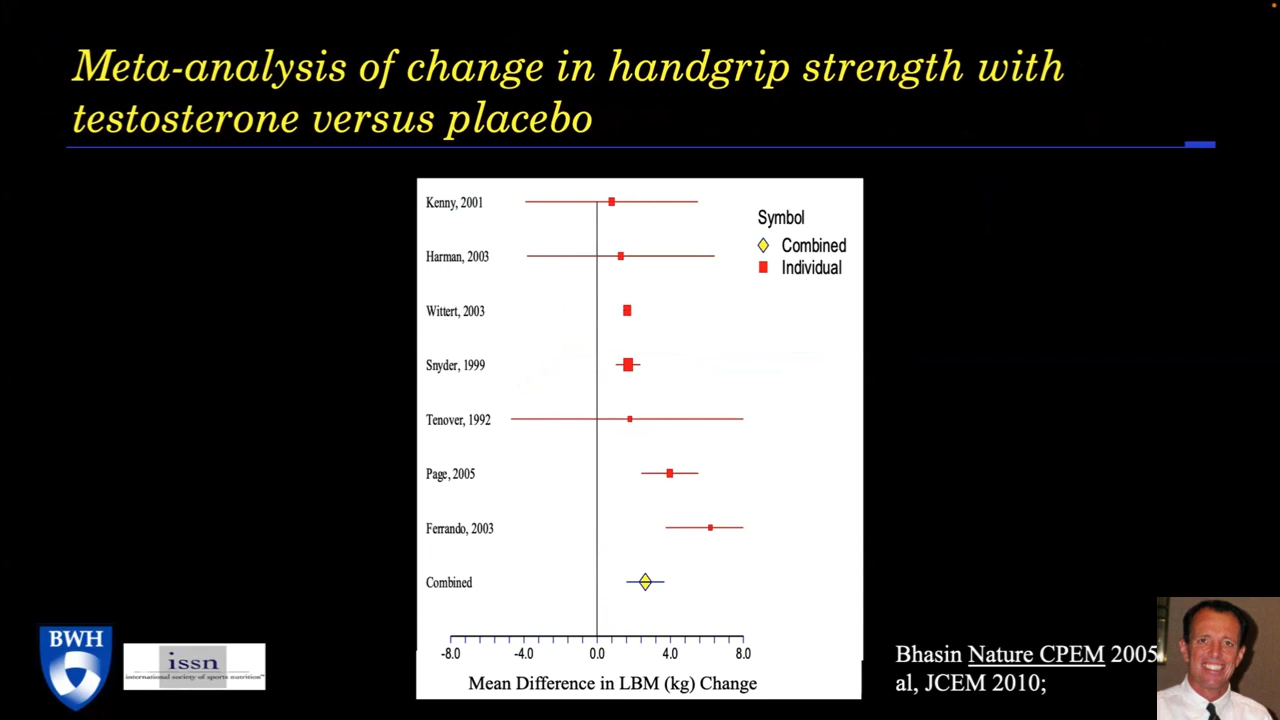 Meta-analysis of change in handgrip strength with
testosterone versus placebo
Kenny, 2001
Harman, 2003
Wittert, 2003
Snyder, 1999
Tenover, 1992
Page, 2005
Ferrando, 2003
Combined
Symbol
Combined
Individual
-8.0 -4.0 0.0 4.0 8.0
Mean Difference in LBM (kg) Change
BWH
issn
international society of sports nutrition
Bhasin Nature CPEM 2005
al, JCEM 2010;